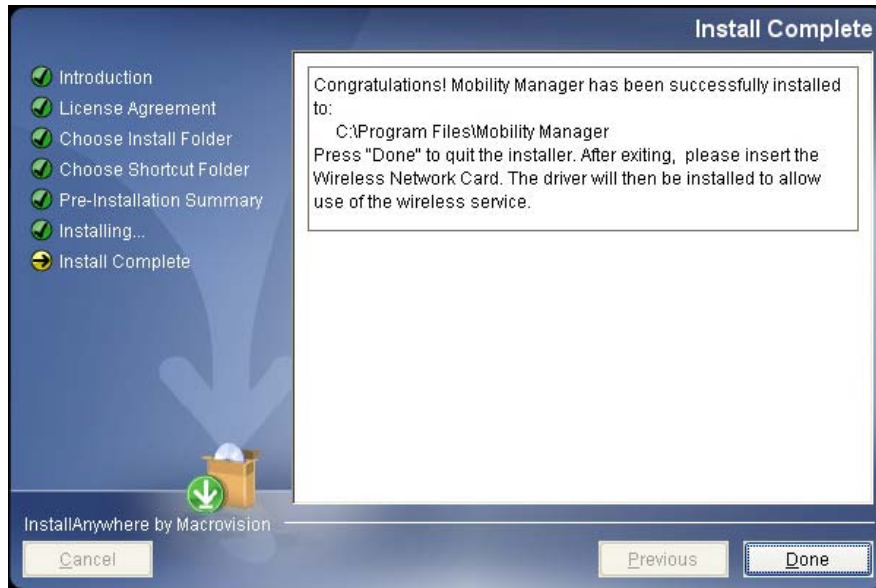 Install Complete
Introduction
License Agreement
Choose Install Folder
Choose Shortcut Folder
Pre-Installation Summary
Installing...
Install Complete
Congratulations! Mobility Manager has been successfully installed
to:
C:\Program Files\Mobility Manager
Press "Done" to quit the installer. After exiting, please insert the
Wireless Network Card. The driver will then be installed to allow
use of the wireless service.
InstallAnywhere by Macrovision
Cancel
Previous
Done